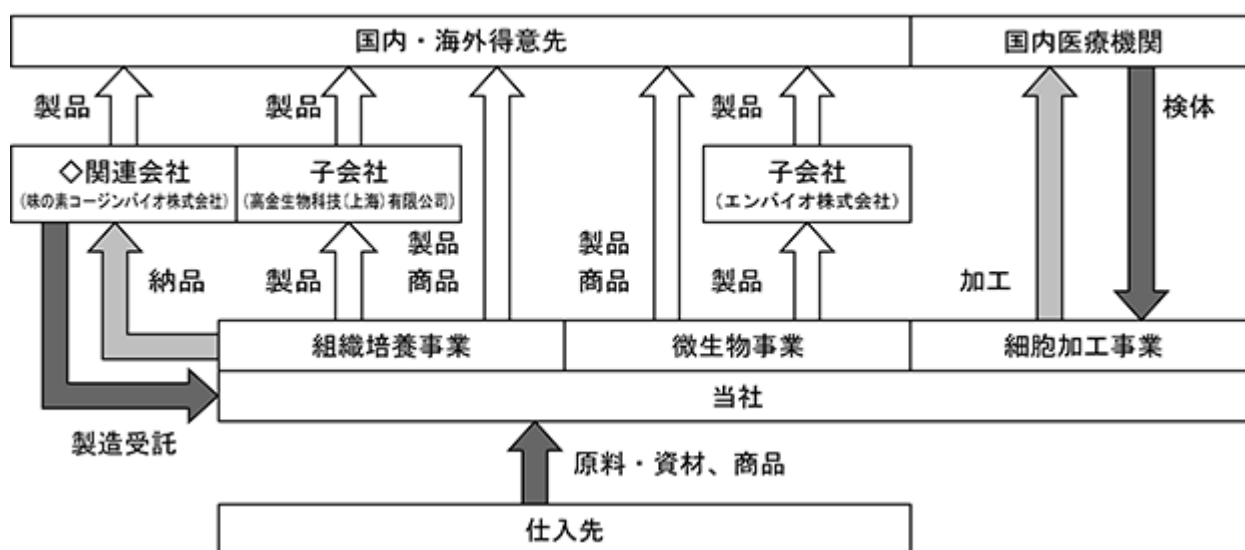 国内・海外得意先
国内医療機関
製品
製品
製品
検体
◇関連会社
(味の素コージンバイオ株式会社)
子会社
(高金生物科技(上海)有限公司)
子会社
(エンバイオ株式会社)
納品
製品
製品
商品
製品
商品
製品
加工
組織培養事業
微生物事業
細胞加工事業
当社
製造受託
原料・資材、商品
仕入先